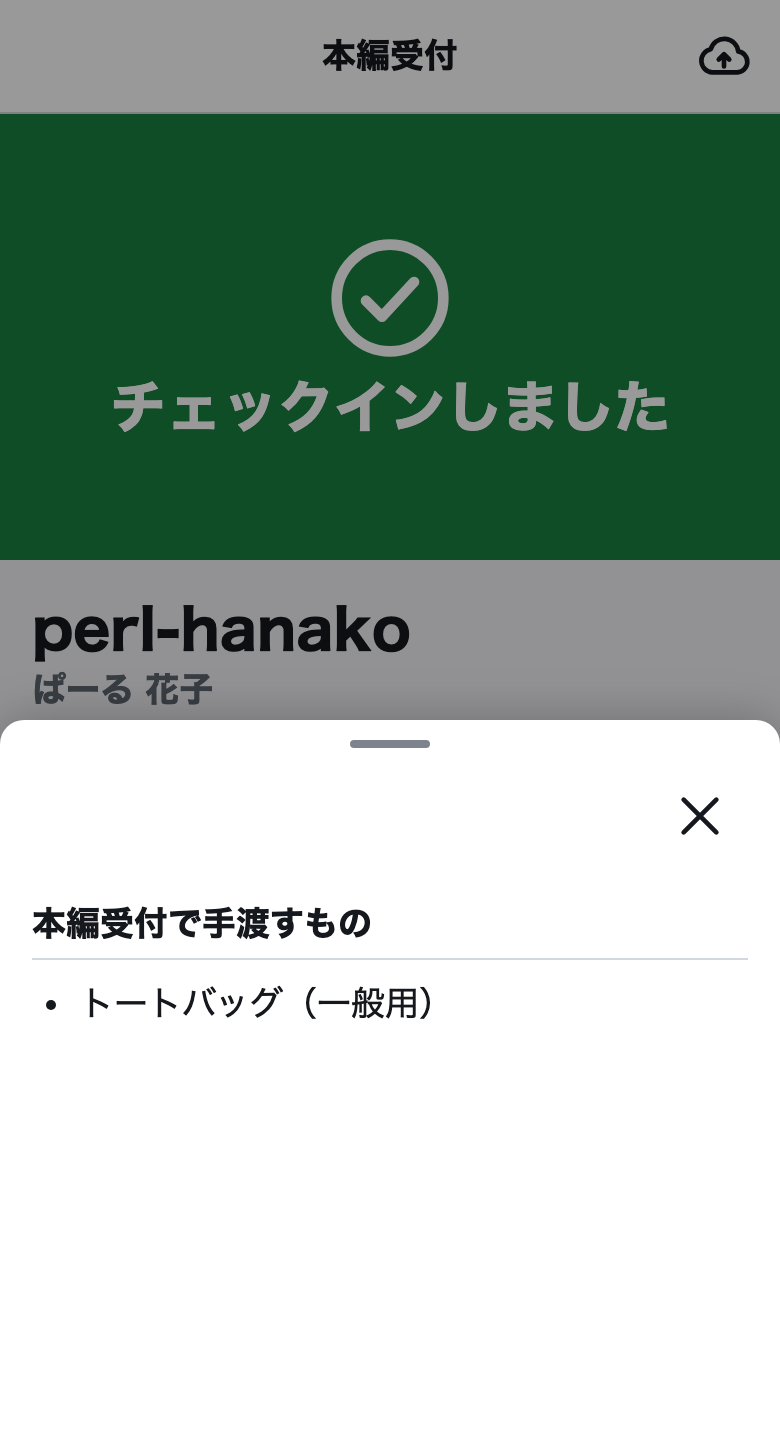 本編受付
チェックインしました
perl-hanako
ぱーる 花子
本編受付で手渡すもの
• トートバッグ（一般用）